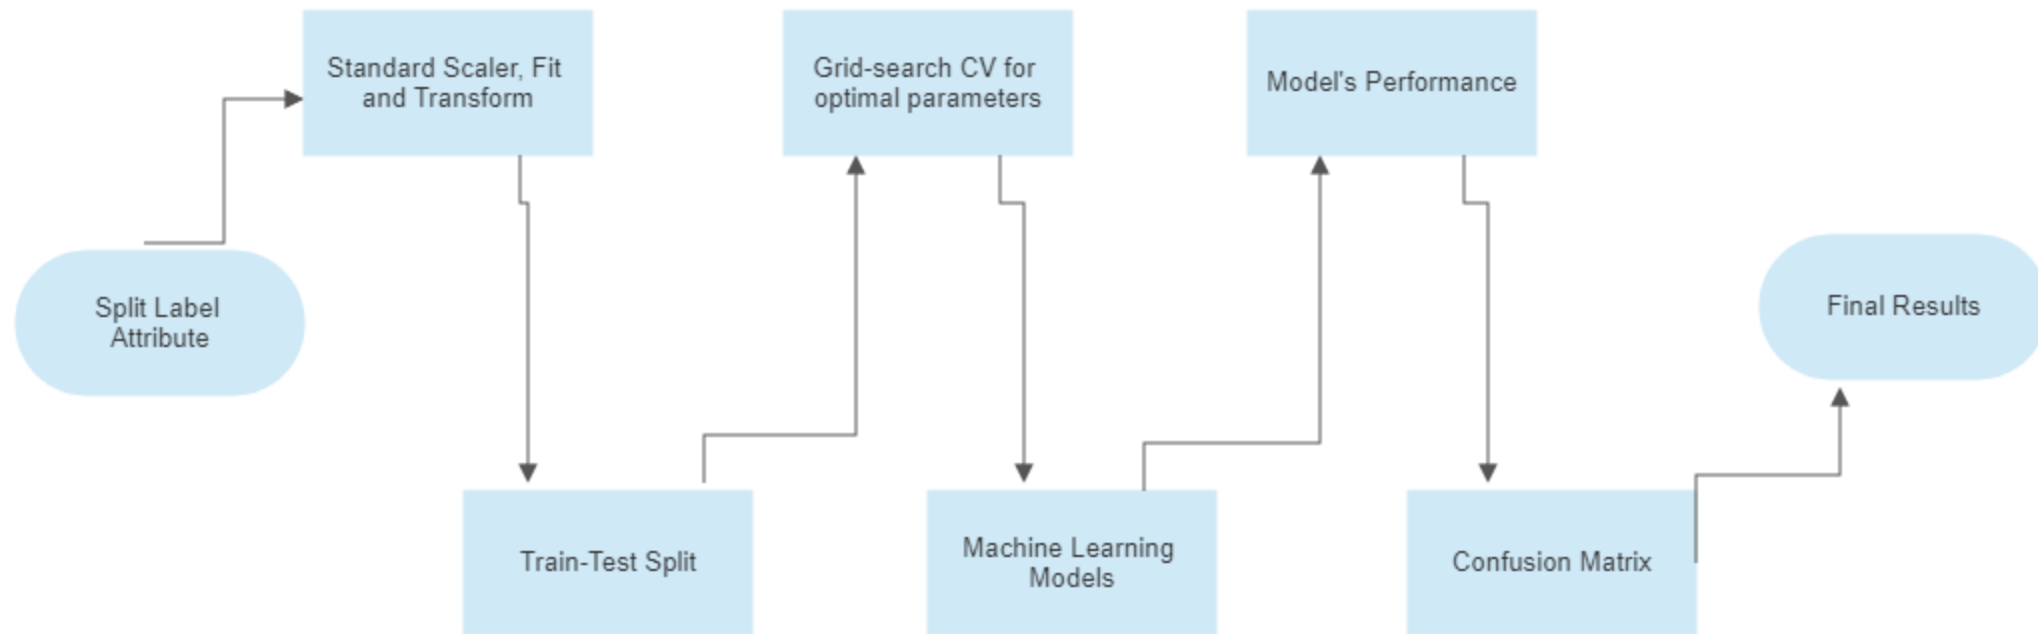 Split Label
Attribute
Standard Scaler, Fit
and Transform
Train-Test Split
Grid-search CV for
optimal parameters
Machine Learning
Models
Model's Performance
Confusion Matrix
Final Results